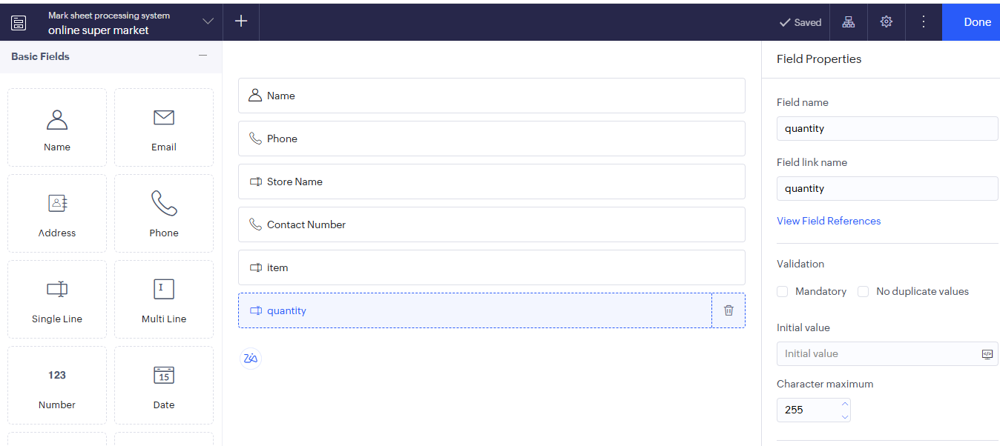 Mark sheet processing system
online super market
Saved
Done
Basic Fields
Name
Email
Address
Phone
Single Line
Multi Line
123
Number
15
Date
Name
Phone
Store Name
Contact Number
item
quantity
Field Properties
Field name
quantity
Field link name
quantity
View Field References
Validation
Mandatory
No duplicate values
Initial value
Initial value
Character maximum
255